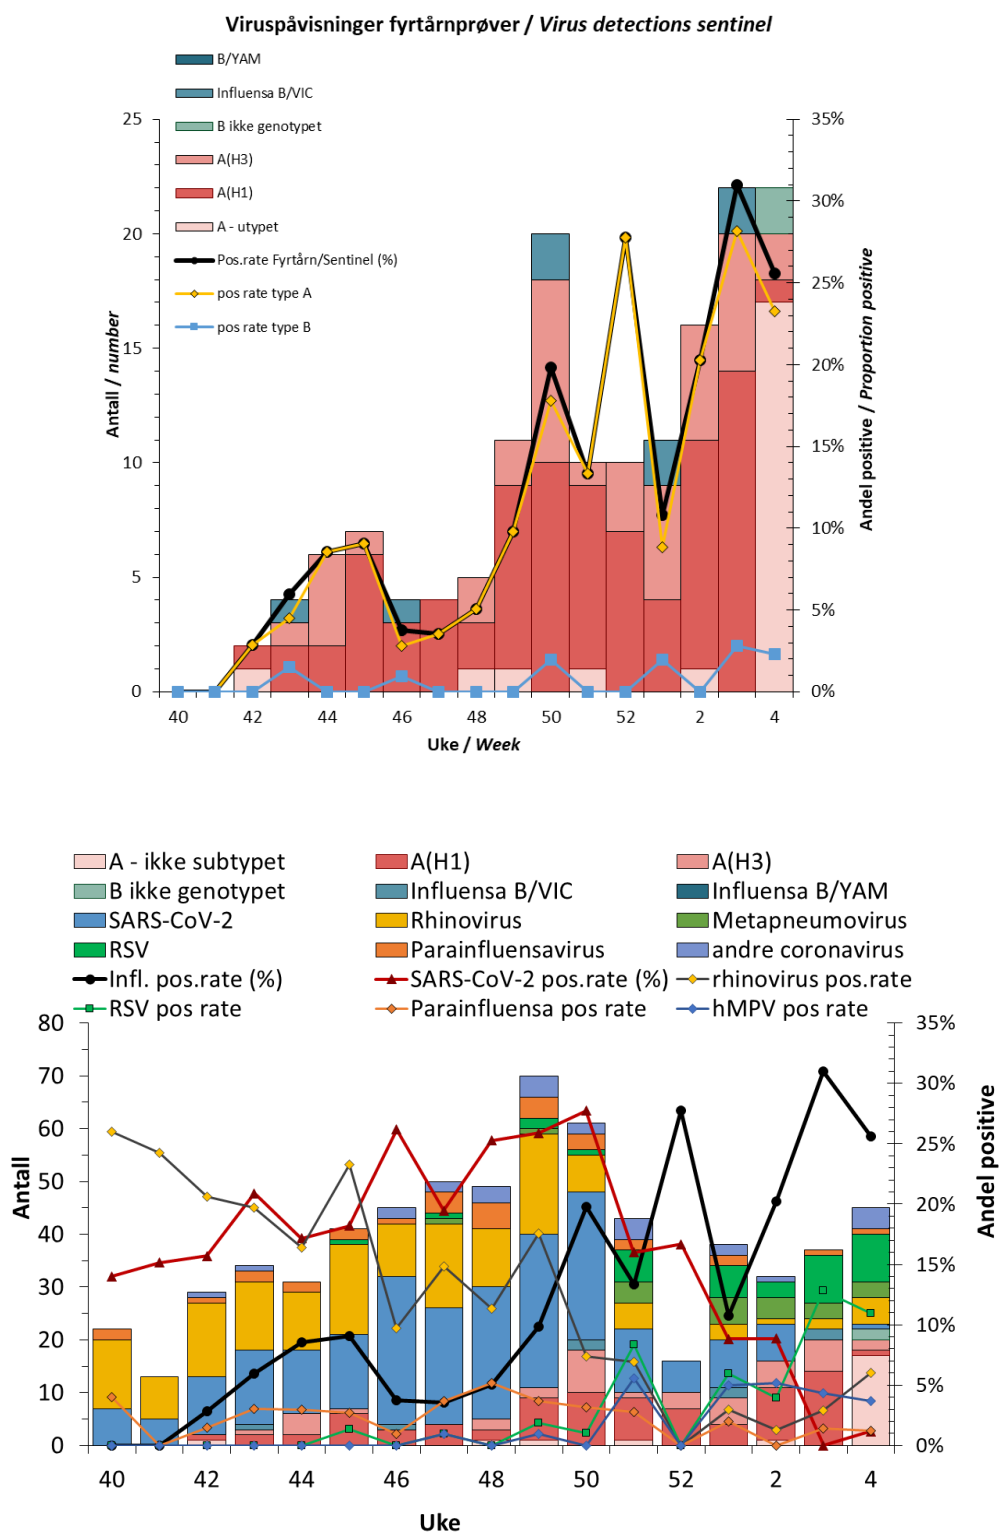 Viruspåvisninger fyrtårnprøver / Virus detections sentinel
B/YAM
Influensa B/VIC
B ikke genotypet
A(H3)
A(H1)
A - utypet
Pos.rate Fyrtårn/Sentinel (%)
pos rate type A
pos rate type B
25
20
15
10
5
0
Antall / number
35%
30%
25%
20%
15%
10%
5%
0%
Andel positive / Proportion positive
40 42 44 46 48 50 52 2 4
Uke / Week
A - ikke subtypet A(H1) A(H3)
B ikke genotypet Influensa B/VIC Influensa B/YAM
SARS-CoV-2 Rhinovirus Metapneumovirus
RSV Parainfluensavirus andre coronavirus
Infl. pos.rate (%) SARS-CoV-2 pos.rate (%) rhinovirus pos.rate
RSV pos rate Parainfluensa pos rate hMPV pos rate
80
70
60
50
40
30
20
10
0
Antall
35%
30%
25%
20%
15%
10%
5%
0%
Andel positive
40 42 44 46 48 50 52 2 4
Uke